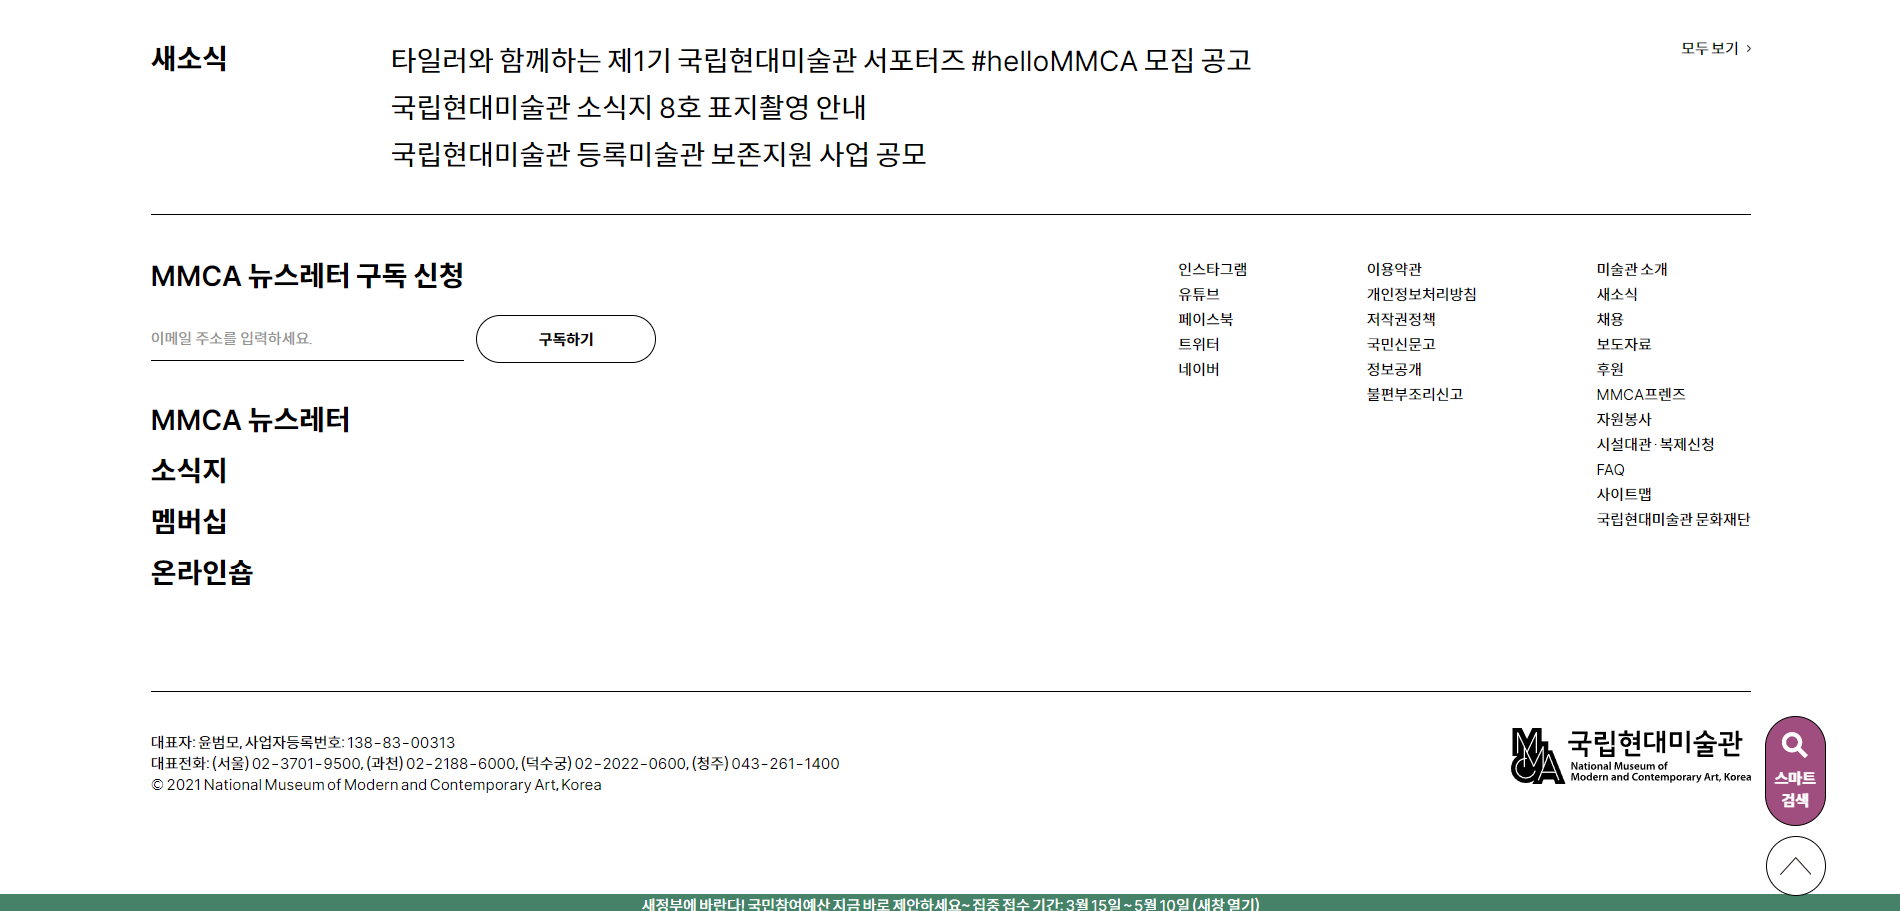 새소식
타일러와 함께하는 제1기 국립현대미술관 서포터즈 #helloMMCA 모집 공고
국립현대미술관 소식지 8호 표지촬영 안내
국립현대미술관 등록미술관 보존지원 사업 공모
모두 보기 >
MMCA 뉴스레터 구독 신청
이메일 주소를 입력하세요.
구독하기
MMCA 뉴스레터
소식지
멤버십
온라인숍
인스타그램
유튜브
페이스북
트위터
네이버
이용약관
개인정보처리방침
저작권정책
국민신문고
정보공개
불편부조리신고
미술관 소개
새소식
채용
보도자료
후원
MMCA프렌즈
자원봉사
시설대관 · 복제신청
FAQ
사이트맵
국립현대미술관 문화재단
대표자: 윤범모, 사업자등록번호: 138-83-00313
대표전화: (서울) 02-3701-9500, (과천) 02-2188-6000, (덕수궁) 02-2022-0600, (청주) 043-261-1400
© 2021 National Museum of Modern and Contemporary Art, Korea
MMCA
국립현대미술관
National Museum of
Modern and Contemporary Art, Korea
스마트
검색
새정부에 바란다! 국민참여예산 지금 바로 제안하세요~ 집중 접수 기간: 3월 15일 ~ 5월 10일 (새창 열기)